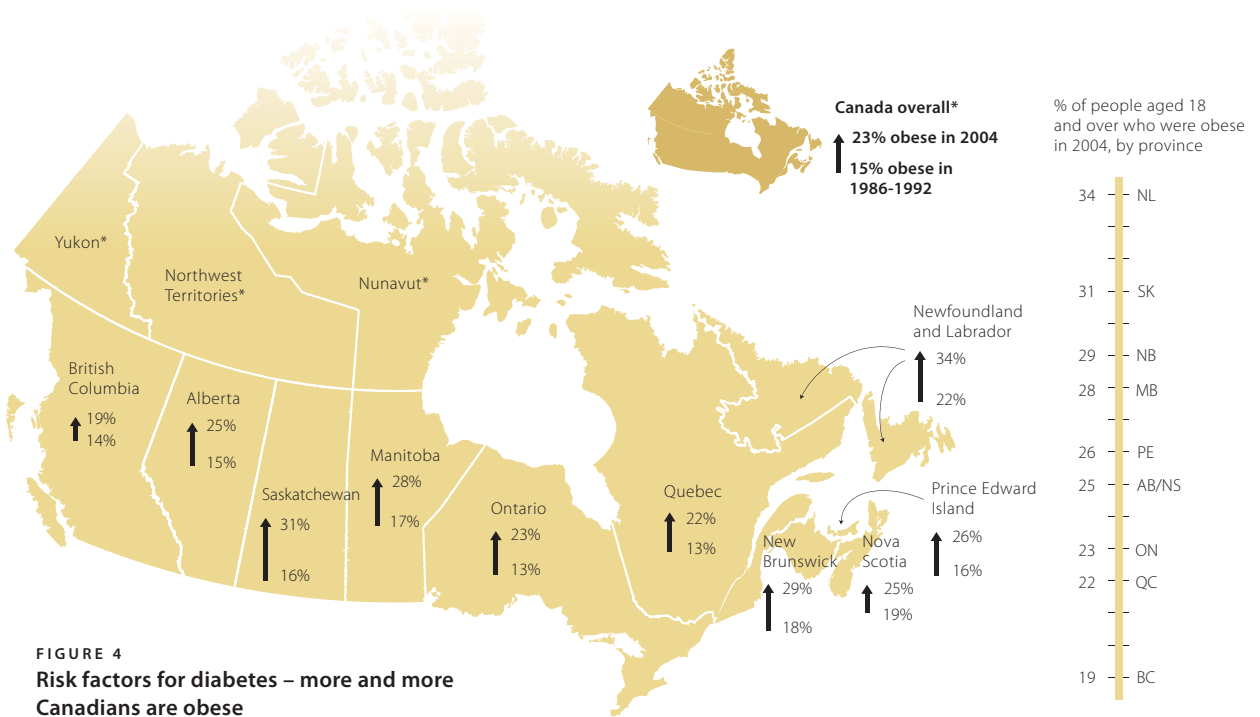 Canada overall*
23% obese in 2004
15% obese in
1986-1992
% of people aged 18
and over who were obese
in 2004, by province
34 NL
31 SK
29 NB
28 MB
26 PE
25 AB/NS
23 ON
22 QC
19 BC
Yukon*
Northwest
Territories*
Nunavut*
British
Columbia
19%
14%
Alberta
25%
15%
Saskatchewan
31%
16%
Manitoba
28%
17%
Ontario
23%
13%
Quebec
22%
13%
Newfoundland
and Labrador
34%
22%
New
Brunswick
29%
18%
Nova
Scotia
25%
19%
Prince Edward
Island
26%
16%
FIGURE 4
Risk factors for diabetes – more and more
Canadians are obese